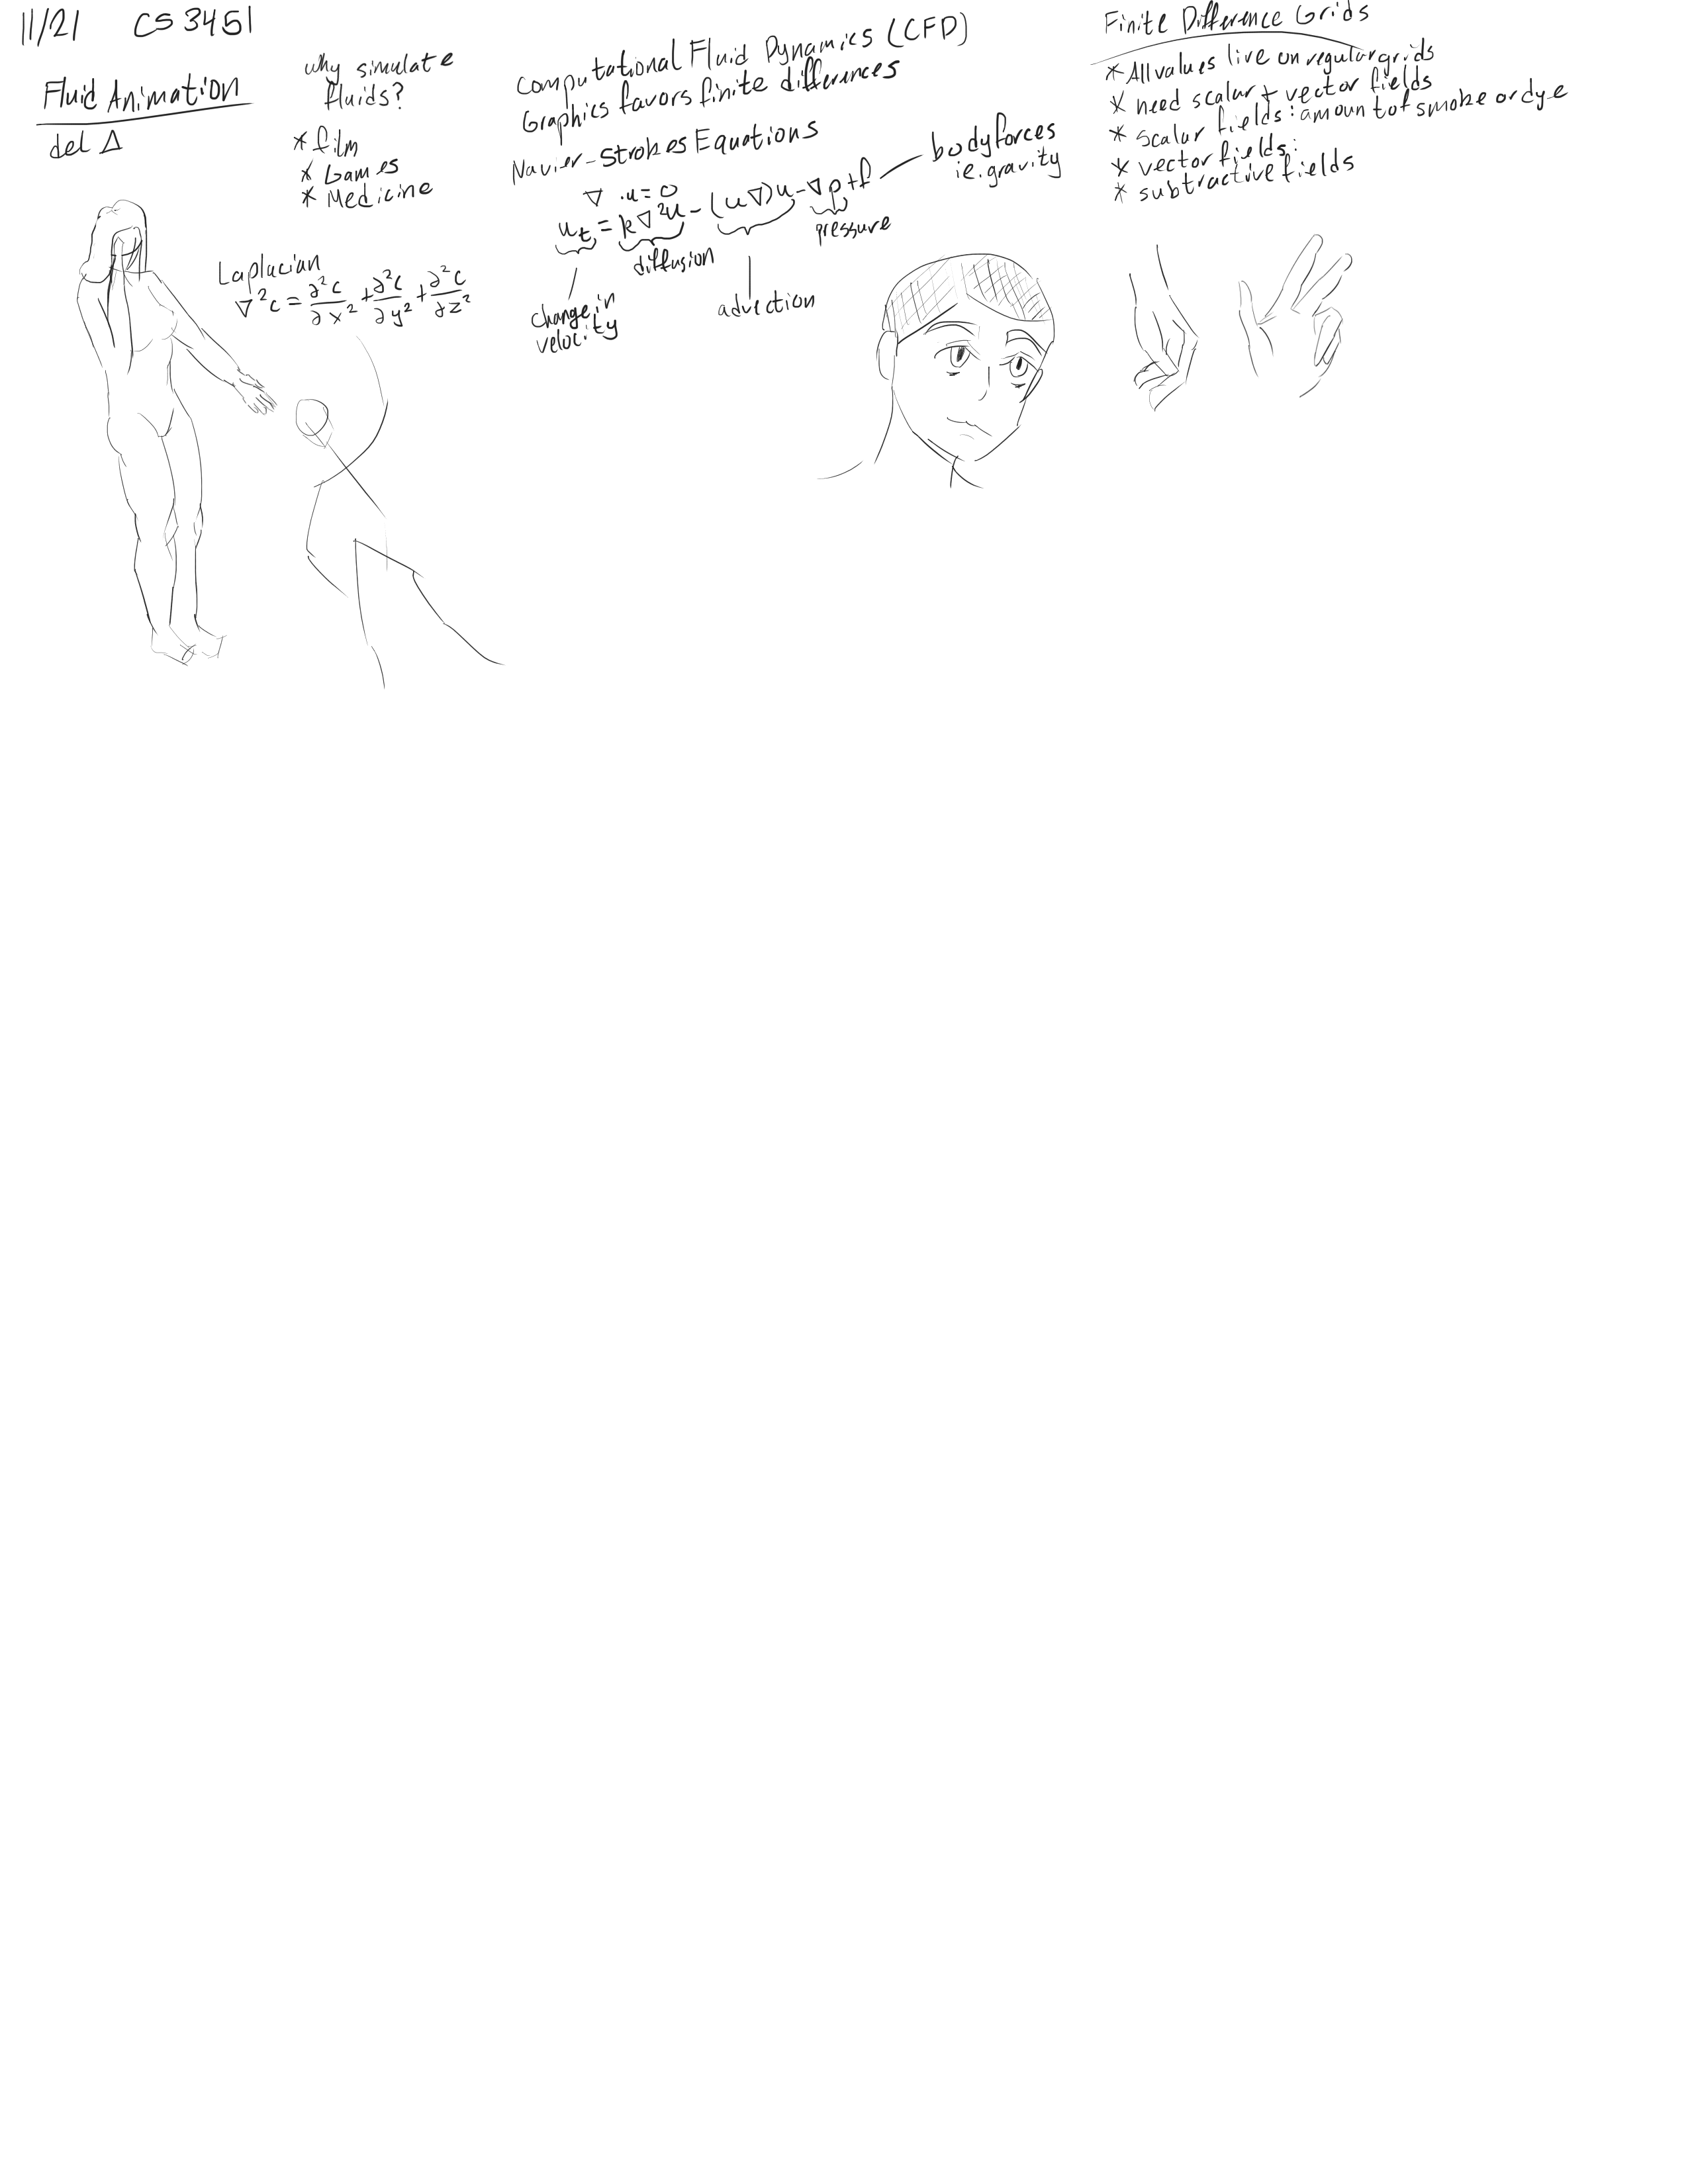 11/21 CS 3451
Fluid Animation
del Δ
why simulate
fluids?
* film
* Games
* Medicine
Laplacian
∇²c = ∂²c/∂x² + ∂²c/∂y² + ∂²c/∂z²
Computational Fluid Dynamics (CFD)
Graphics favors finite differences
Navier-Strokes Equations
∇ ·u=0
u_t = k∇²u - (u∇)u - ∇p+f
bodyforces
ie. gravity
pressure
diffusion
advection
change in
velocity
Finite Difference Grids
* All values live on regular grids
* need scalar + vector fields
* scalar fields: amount of smoke or dye
* vector fields:
* subtractive fields